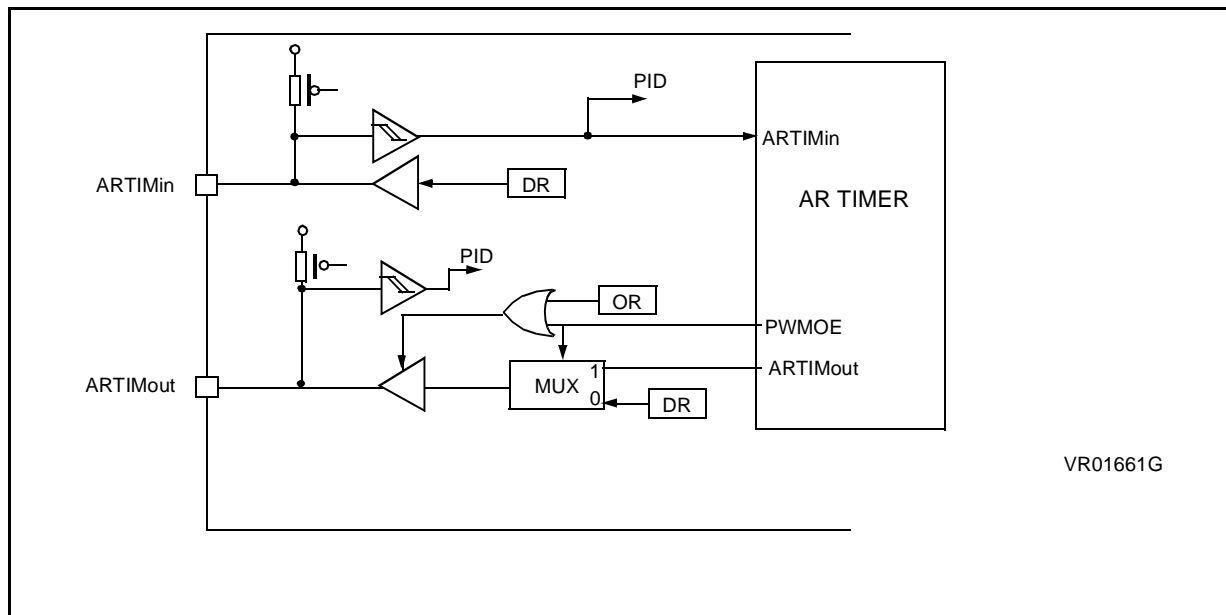 PID
ARTIMin
AR TIMER
ARTIMin
DR
PID
OR
PWMOE
ARTIMout
MUX
1
0
ARTIMout
DR
VR01661G